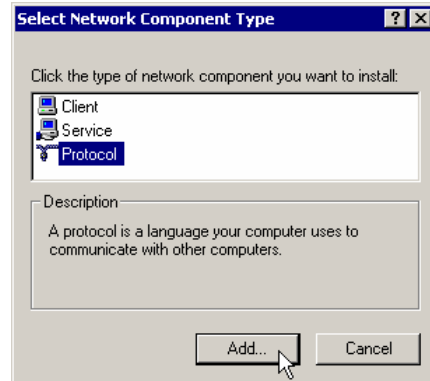 Select Network Component Type
Click the type of network component you want to install:
Client
Service
Protocol
Description
A protocol is a language your computer uses to
communicate with other computers.
Add...
Cancel